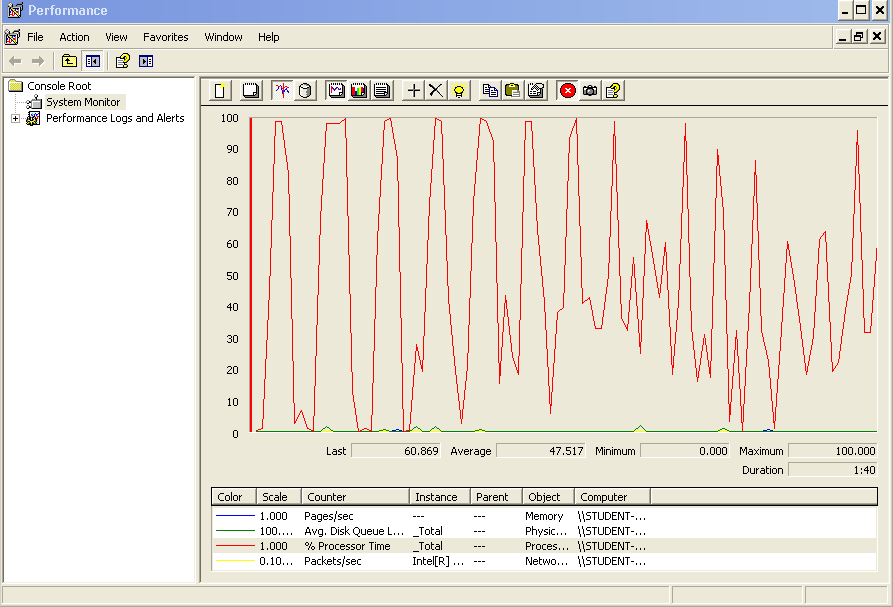 Performance
File Action View Favorites Window Help
Console Root
System Monitor
Performance Logs and Alerts
100
90
80
70
60
50
40
30
20
10
0
Last 60.869 Average 47.517 Minimum 0.000 Maximum 100.000
Duration 1:40
Color Scale Counter Instance Parent Object Computer
1.000 Pages/sec --- --- Memory \\STUDENT-...
100.... Avg. Disk Queue L... _Total --- Physic... \\STUDENT-...
1.000 % Processor Time _Total --- Proces... \\STUDENT-...
0.10... Packets/sec Intel[R] ... --- Netwo... \\STUDENT-...